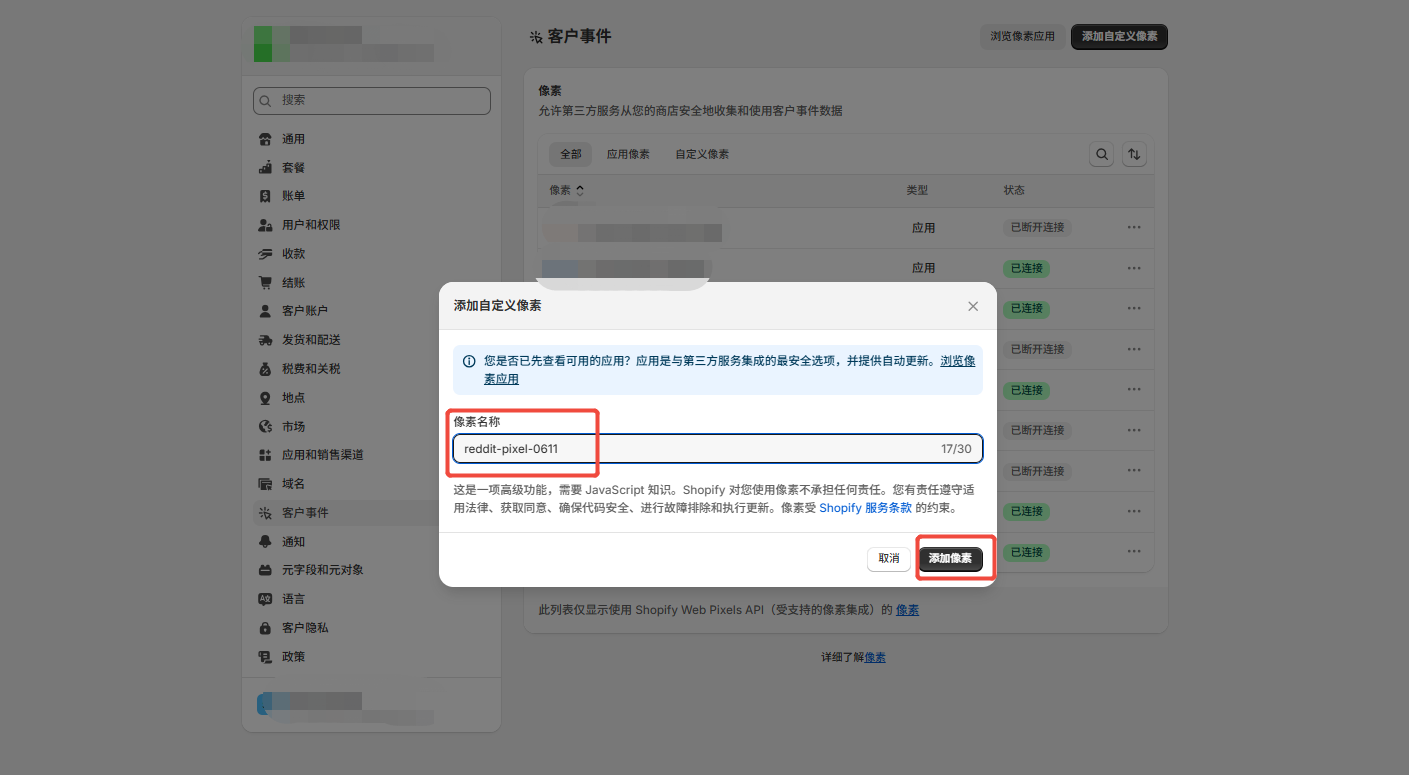 客户事件
浏览像素应用
添加自定义像素
搜索
通用
套餐
账单
用户和权限
收款
结账
客户账户
发货和配送
税费和关税
地点
市场
应用和销售渠道
域名
客户事件
通知
元字段和元对象
语言
客户隐私
政策
像素
允许第三方服务从您的商店安全地收集和使用客户事件数据
全部 应用像素 自定义像素
像素 类型 状态
应用 已断开连接
应用 已连接
已连接
已断开连接
已连接
已断开连接
已断开连接
已连接
已连接
添加自定义像素
您是否已先查看可用的应用？应用是与第三方服务集成的最安全选项，并提供自动更新。浏览像
素应用
像素名称
reddit-pixel-0611 17/30
这是一项高级功能，需要 JavaScript 知识。Shopify 对您使用像素不承担任何责任。您有责任遵守适
用法律、获取同意、确保代码安全、进行故障排除和执行更新。像素受 Shopify 服务条款 的约束。
取消 添加像素
此列表仅显示使用 Shopify Web Pixels API（受支持的像素集成）的 像素
详细了解像素